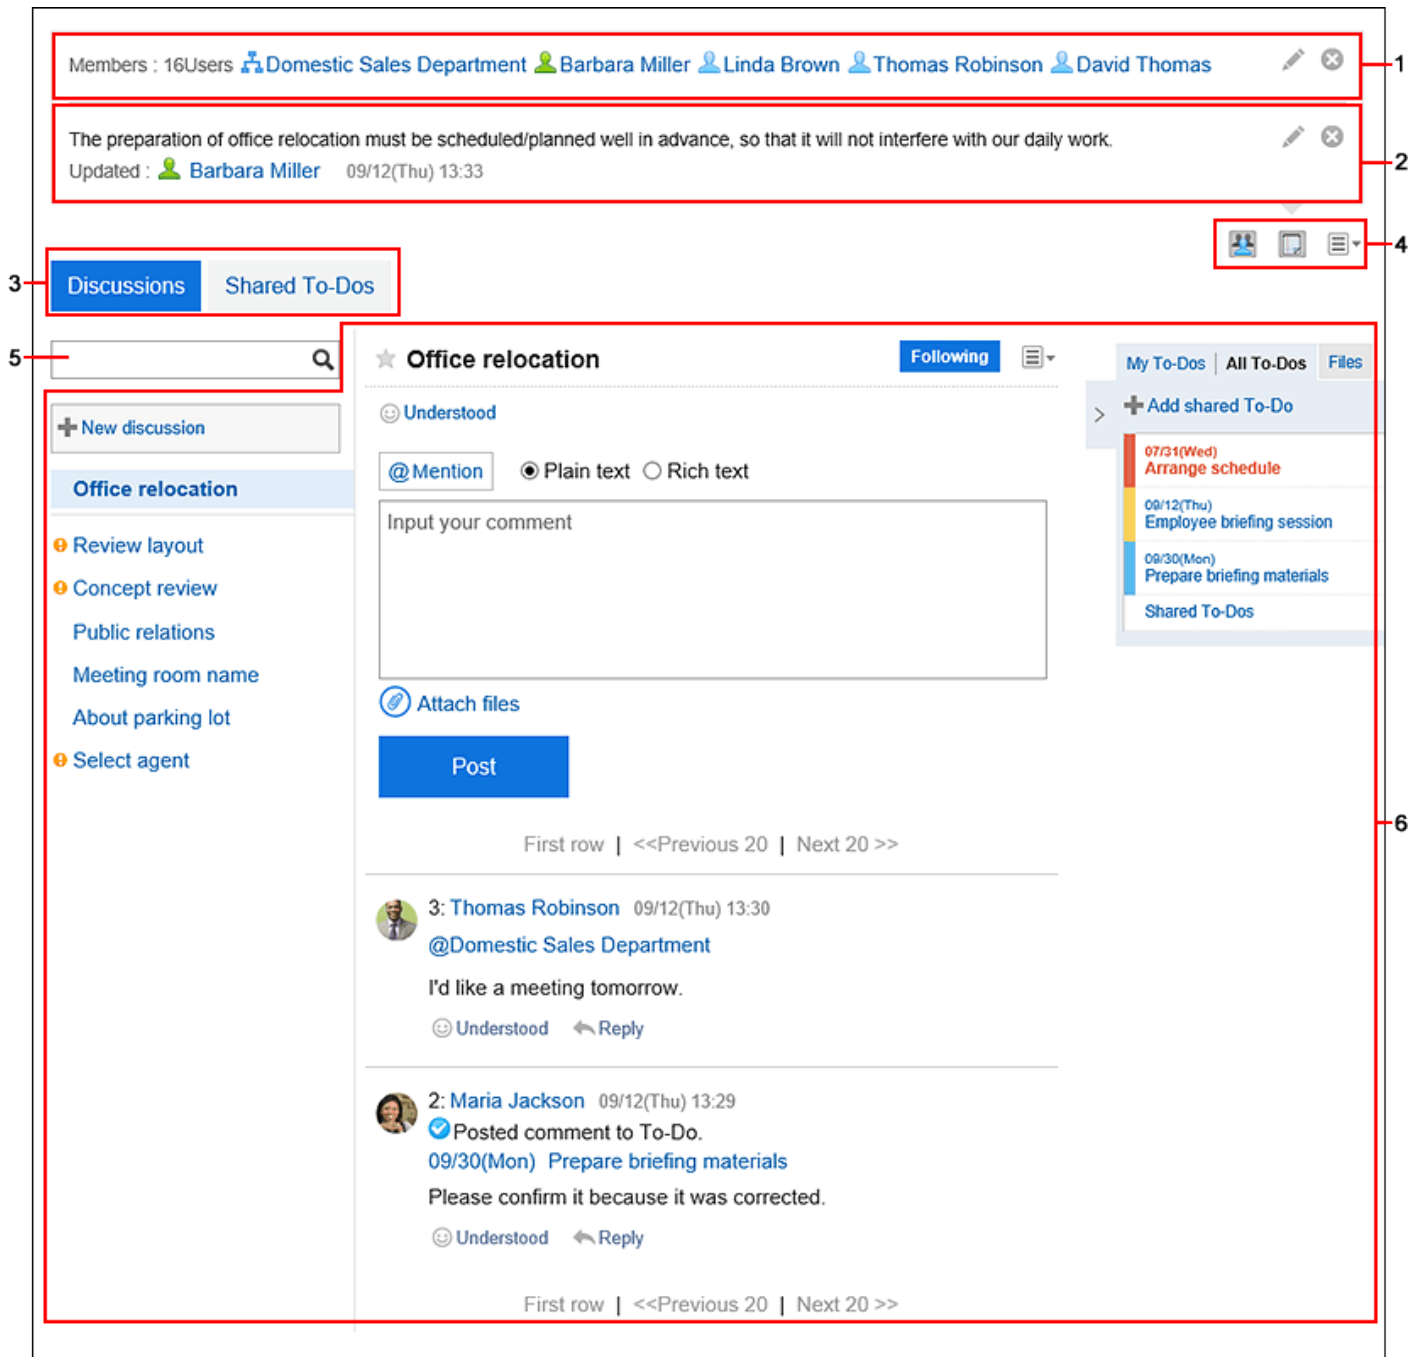 Members : 16Users Domestic Sales Department Barbara Miller Linda Brown Thomas Robinson David Thomas
1
The preparation of office relocation must be scheduled/planned well in advance, so that it will not interfere with our daily work.
Updated : Barbara Miller 09/12(Thu) 13:33
2
4
3
Discussions Shared To-Dos
5
Office relocation Following
My To-Dos | All To-Dos Files
Understood
Add shared To-Do
New discussion
@Mention Plain text Rich text
07/31(Wed)
Arrange schedule
Office relocation
Input your comment
09/12(Thu)
Employee briefing session
Review layout
09/30(Mon)
Prepare briefing materials
Concept review
Shared To-Dos
Public relations
Meeting room name
Attach files
About parking lot
Select agent
Post
6
First row | <<Previous 20 | Next 20 >>
3: Thomas Robinson 09/12(Thu) 13:30
@Domestic Sales Department
I'd like a meeting tomorrow.
Understood Reply
2: Maria Jackson 09/12(Thu) 13:29
Posted comment to To-Do.
09/30(Mon) Prepare briefing materials
Please confirm it because it was corrected.
Understood Reply
First row | <<Previous 20 | Next 20 >>